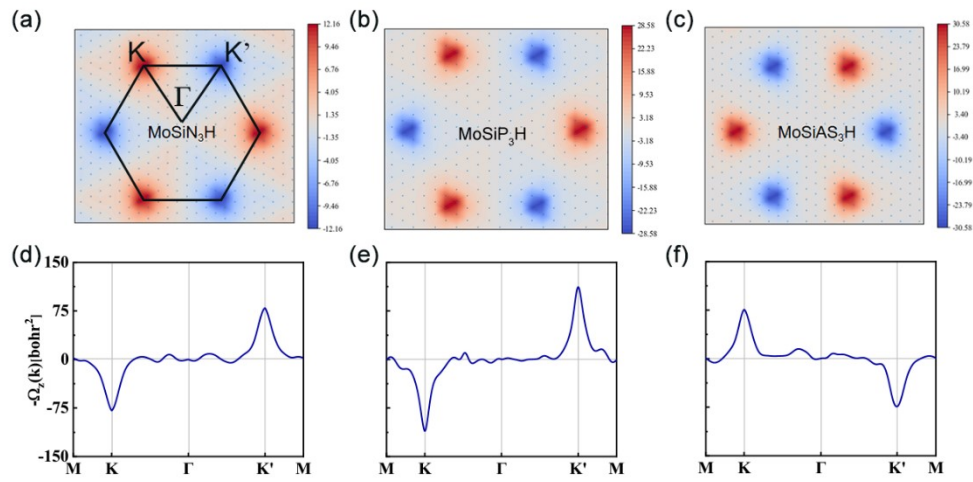 (a)
K
K'
Γ
MoSiN3H
12.16
9.46
6.76
4.05
1.35
-1.35
-4.05
-6.76
-9.46
-12.16
(b)
MoSiP3H
28.58
22.23
15.88
9.53
3.18
-3.18
-9.53
-15.88
-22.23
-28.58
(c)
MoSiAS3H
30.58
23.79
16.99
10.19
3.40
-3.40
-10.19
-16.99
-23.79
-30.58
(d)
-Ωz(k)|bohr²|
150
75
0
-75
-150
M K Γ K' M
(e)
M K Γ K' M
(f)
M K Γ K' M